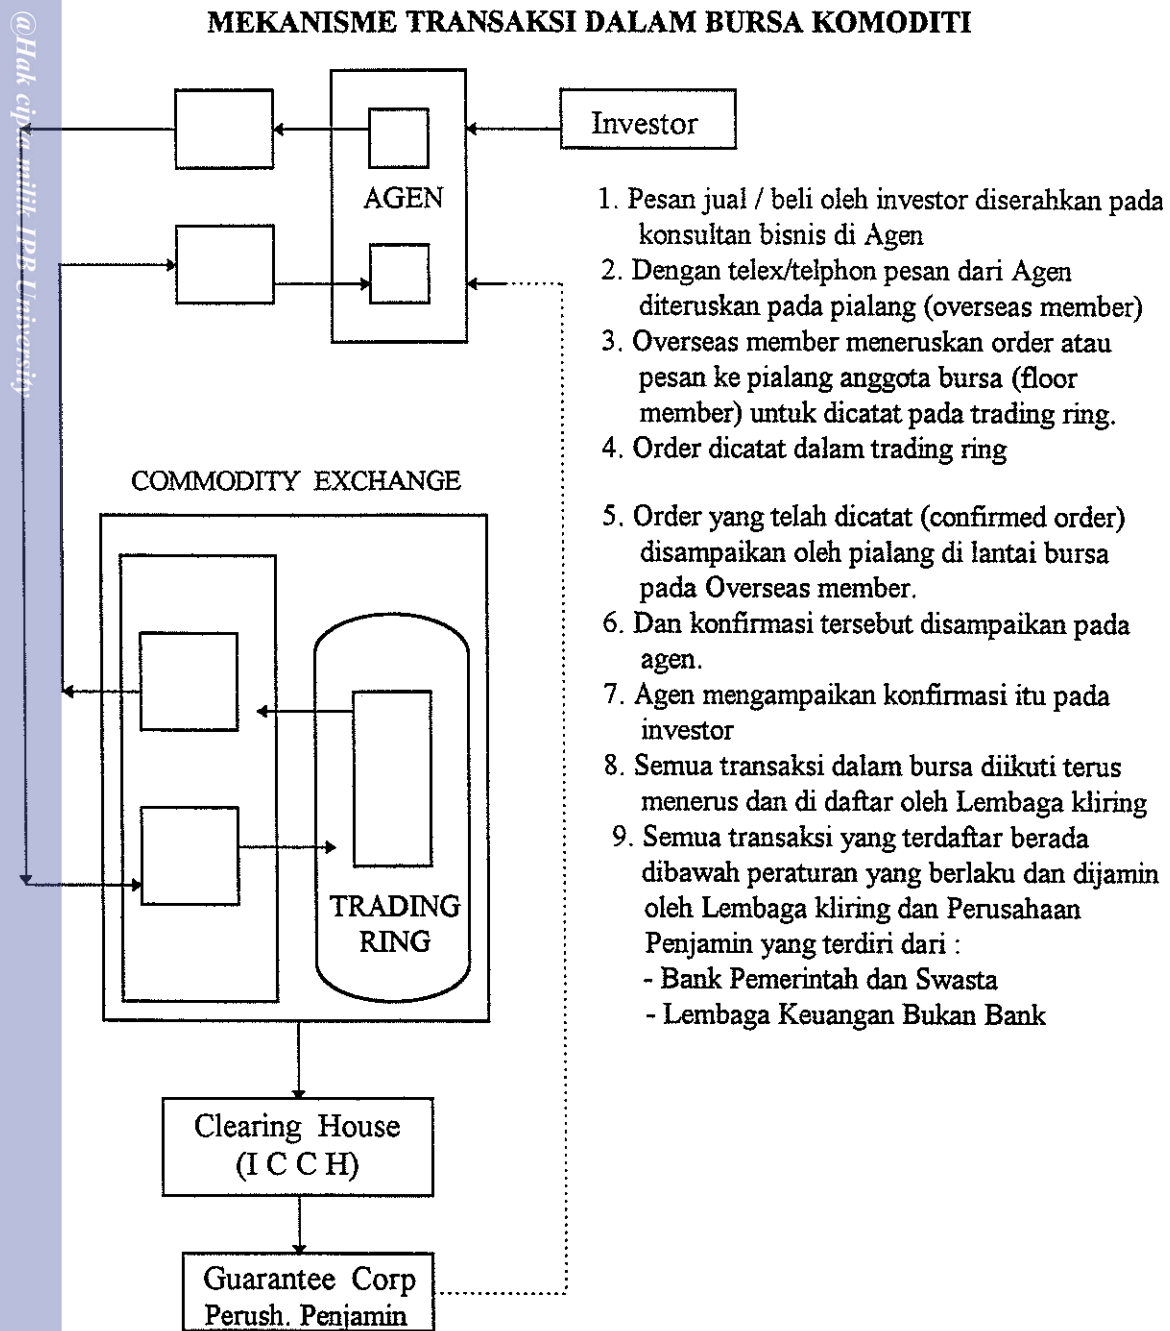 MEKANISME TRANSAKSI DALAM BURSA KOMODITI
@Hak cipta milik IPB University
Investor
AGEN
1. Pesan jual / beli oleh investor diserahkan pada
konsultan bisnis di Agen
2. Dengan telex/telphon pesan dari Agen
diteruskan pada pialang (overseas member)
3. Overseas member meneruskan order atau
pesan ke pialang anggota bursa (floor
member) untuk dicatat pada trading ring.
4. Order dicatat dalam trading ring
5. Order yang telah dicatat (confirmed order)
disampaikan oleh pialang di lantai bursa
pada Overseas member.
6. Dan konfirmasi tersebut disampaikan pada
agen.
7. Agen mengampaikan konfirmasi itu pada
investor
8. Semua transaksi dalam bursa diikuti terus
menerus dan di daftar oleh Lembaga kliring
9. Semua transaksi yang terdaftar berada
dibawah peraturan yang berlaku dan dijamin
oleh Lembaga kliring dan Perusahaan
Penjamin yang terdiri dari :
- Bank Pemerintah dan Swasta
- Lembaga Keuangan Bukan Bank
COMMODITY EXCHANGE
TRADING
RING
Clearing House
(I C C H)
Guarantee Corp
Perush. Penjamin